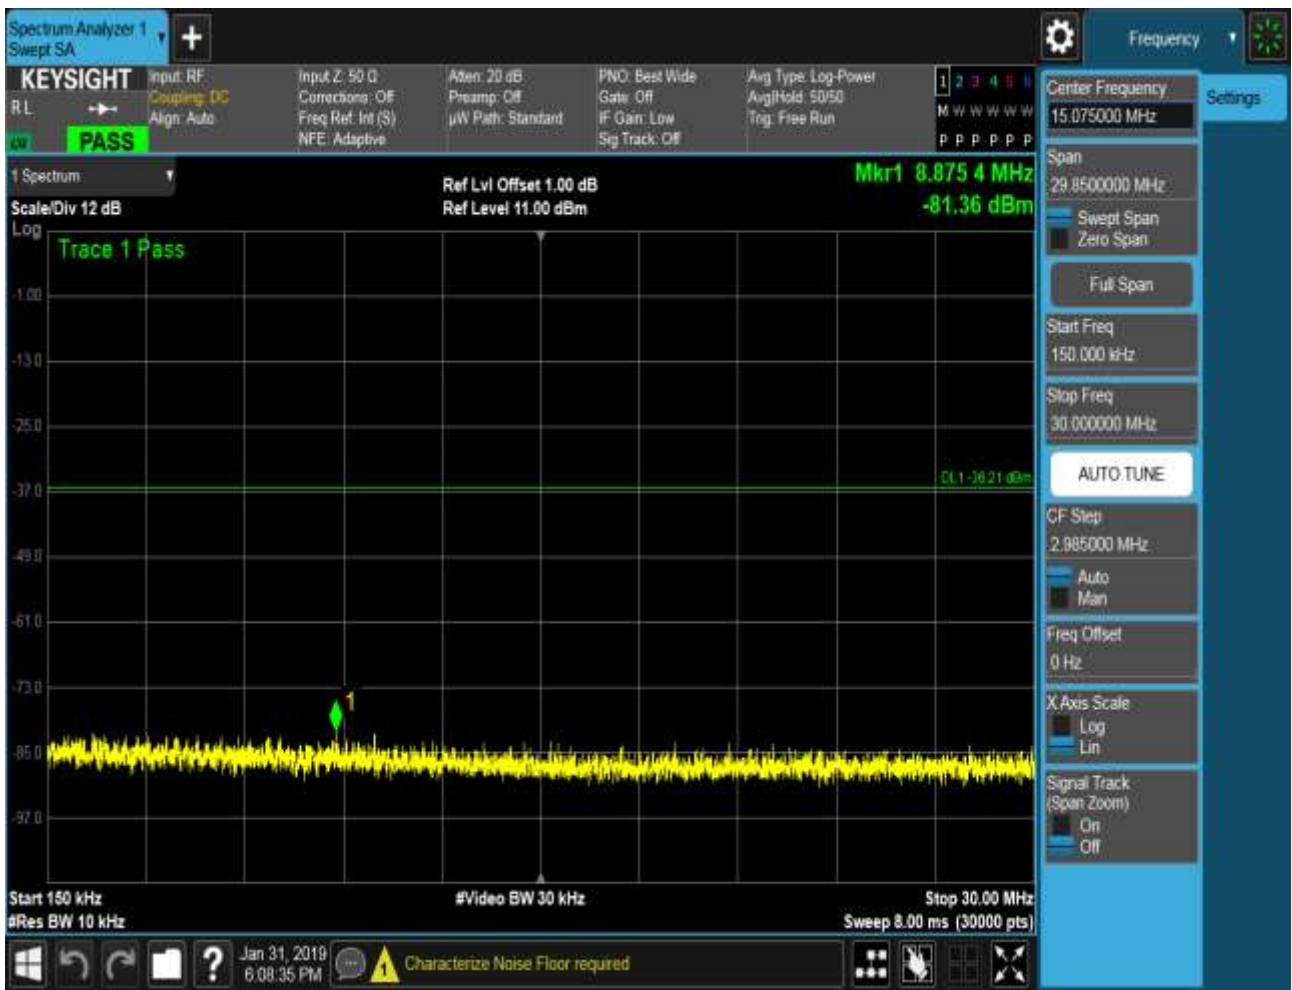 Spectrum Analyzer 1
Swept SA
+
Frequency
KEYSIGHT
R L
PASS
Input: RF
Coupling: DC
Align: Auto
Input Z: 50 Ω
Corrections: Off
Freq Ref: Int (S)
NFE: Adaptive
Atten: 20 dB
Preamp: Off
µW Path: Standard
PNO: Best Wide
Gate: Off
IF Gain: Low
Sig Track: Off
Avg Type: Log-Power
Avg|Hold: 50/50
Trig: Free Run
1 2 3 4 5 6
M W W W W W
P P P P P P
1 Spectrum
Scale/Div 12 dB
Log
Ref Lvl Offset 1.00 dB
Ref Level 11.00 dBm
Mkr1 8.875 4 MHz
-81.36 dBm
Trace 1 Pass
-1.00
-13.0
-25.0
-37.0
-49.0
-61.0
-73.0
-85.0
-97.0
DL1 -36.21 dBm
1
Start 150 kHz
#Res BW 10 kHz
#Video BW 30 kHz
Stop 30.00 MHz
Sweep 8.00 ms (30000 pts)
Center Frequency
15.075000 MHz
Settings
Span
29.8500000 MHz
Swept Span
Zero Span
Full Span
Start Freq
150.000 kHz
Stop Freq
30.000000 MHz
AUTO TUNE
CF Step
2.985000 MHz
Auto
Man
Freq Offset
0 Hz
X Axis Scale
Log
Lin
Signal Track
(Span Zoom)
On
Off
?
Jan 31, 2019
6:08:35 PM
1
Characterize Noise Floor required